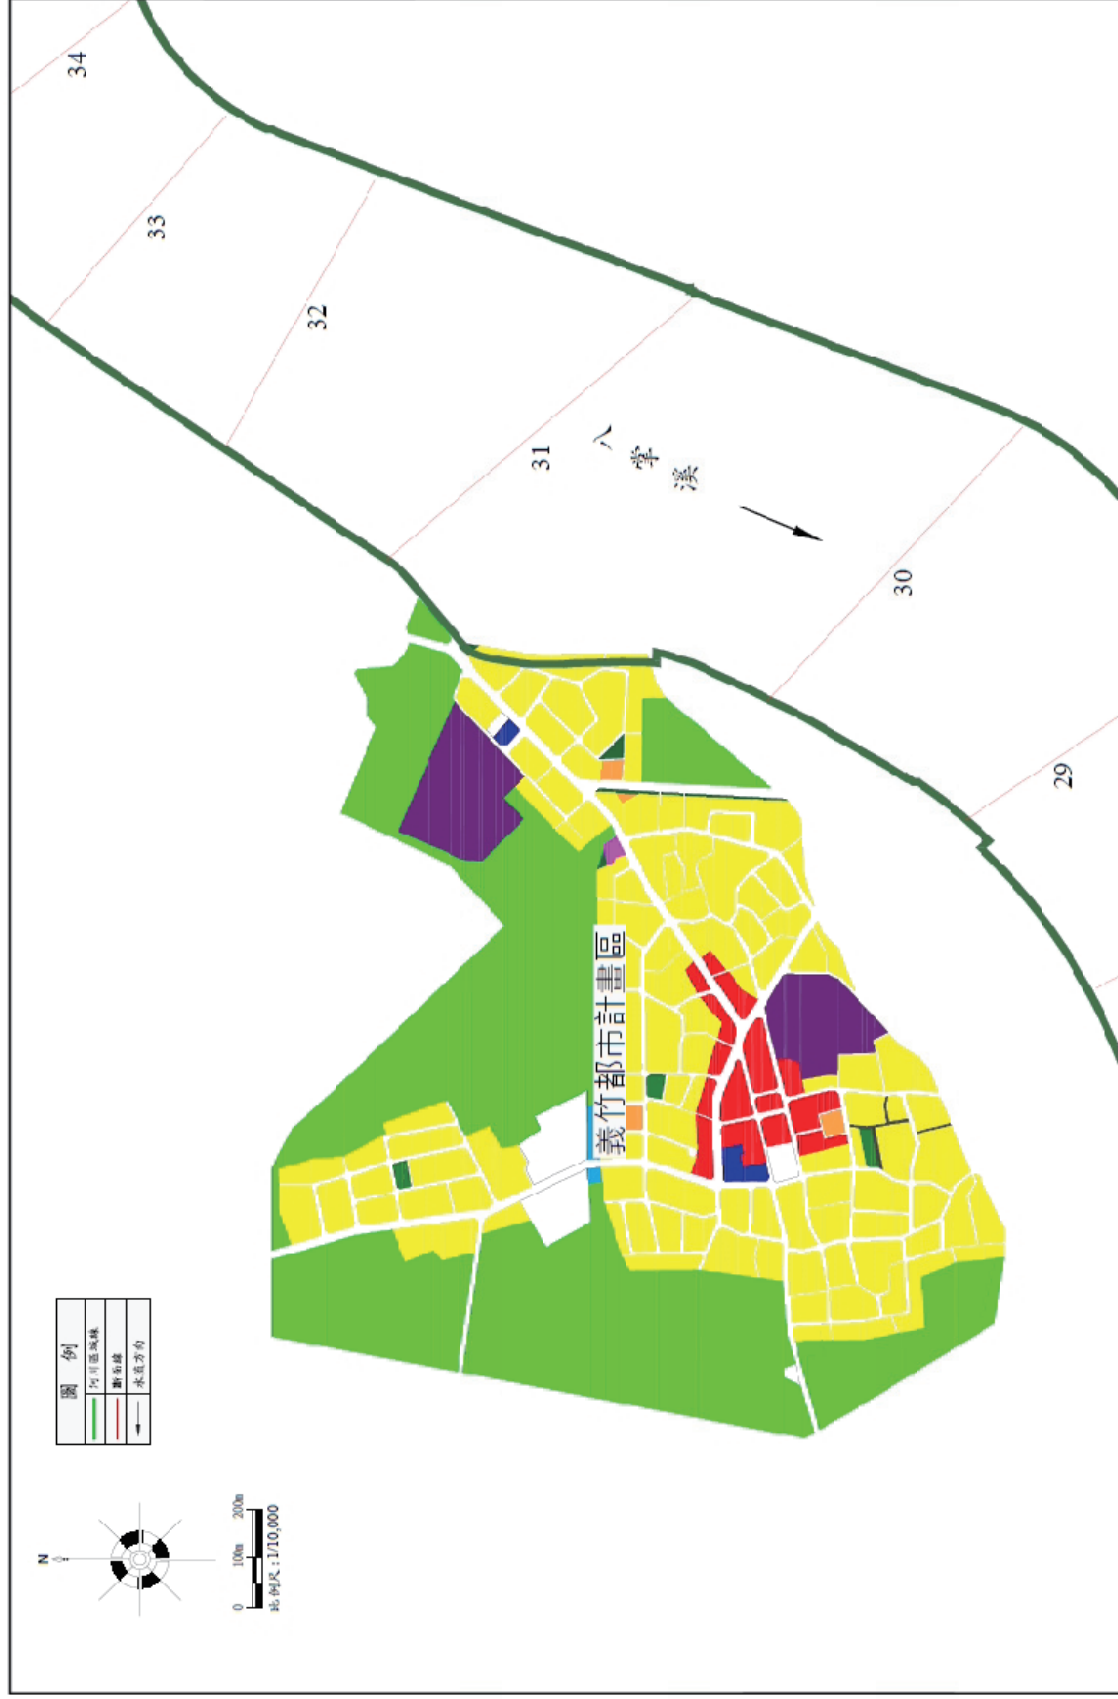 圖 例
河川區域線
斷面線
水流方向
N
0 100m 200m
比例尺：1/10,000
34
33
32
31
八掌溪
30
29
義竹都市計畫區